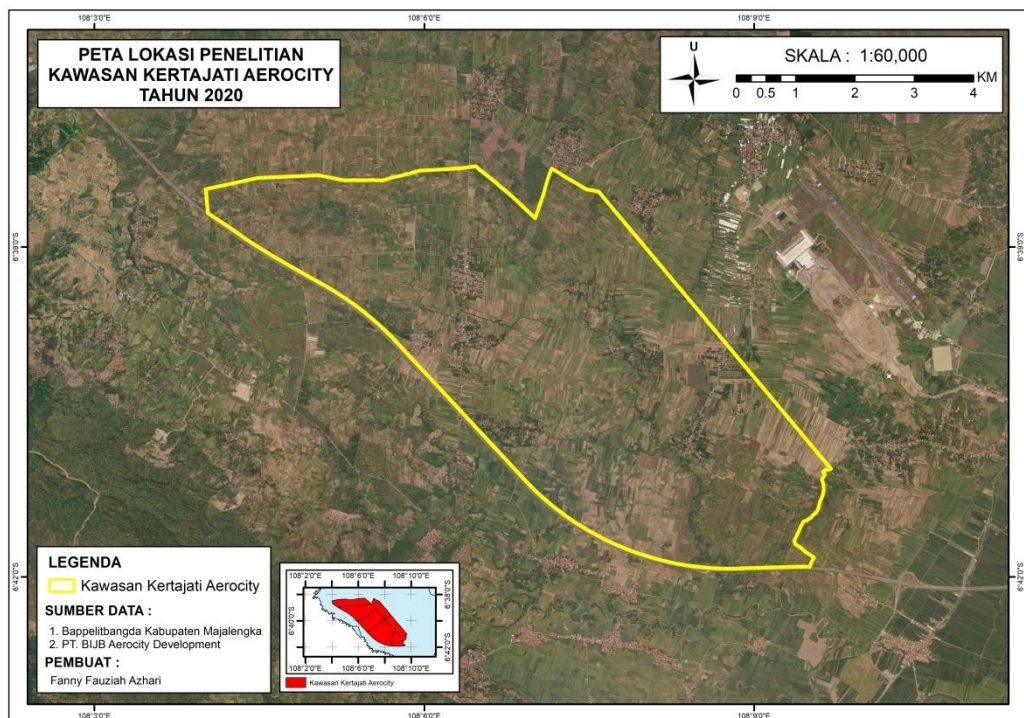 108°3'0"E
108°6'0"E
108°9'0"E
PETA LOKASI PENELITIAN
KAWASAN KERTAJATI AEROCITY
TAHUN 2020
U
SKALA : 1:60,000
KM
0 0.5 1 2 3 4
6°39'0"S
6°39'0"S
6°42'0"S
6°42'0"S
LEGENDA
Kawasan Kertajati Aerocity
SUMBER DATA :
1. Bappelitbangda Kabupaten Majalengka
2. PT. BIJB Aerocity Development
PEMBUAT :
Fanny Fauziah Azhari
108°2'0"E 108°6'0"E 108°10'0"E
6°40'0"S
6°38'0"S
6°42'0"S
108°2'0"E 108°6'0"E 108°10'0"E
Kawasan Kertajati Aerocity
108°3'0"E
108°6'0"E
108°9'0"E